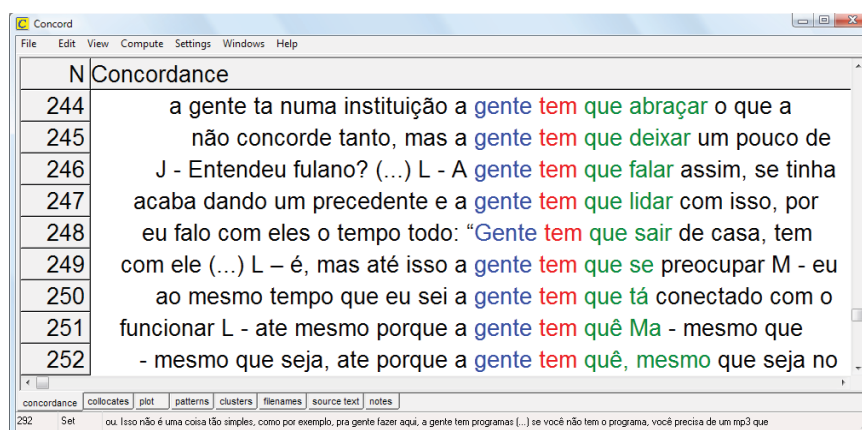 C Concord
File Edit View Compute Settings Windows Help
N Concordance
244 a gente ta numa instituição a gente tem que abraçar o que a
245 não concorde tanto, mas a gente tem que deixar um pouco de
246 J - Entendeu fulano? (...) L - A gente tem que falar assim, se tinha
247 acaba dando um precedente e a gente tem que lidar com isso, por
248 eu falo com eles o tempo todo: “Gente tem que sair de casa, tem
249 com ele (...) L – é, mas até isso a gente tem que se preocupar M - eu
250 ao mesmo tempo que eu sei a gente tem que tá conectado com o
251 funcionar L - ate mesmo porque a gente tem quê Ma - mesmo que
252 - mesmo que seja, ate porque a gente tem quê, mesmo que seja no
concordance collocates plot patterns clusters filenames source text notes
292 Set ou. Isso não é uma coisa tão simples, como por exemplo, pra gente fazer aqui, a gente tem programas (...) se você não tem o programa, você precisa de um mp3 que